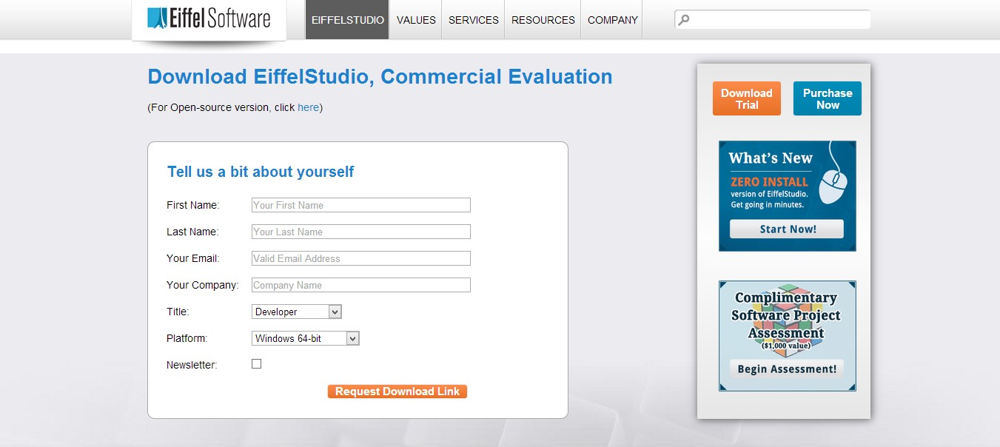 Eiffel Software
EIFFELSTUDIO
VALUES
SERVICES
RESOURCES
COMPANY
Download EiffelStudio, Commercial Evaluation
(For Open-source version, click here)
Tell us a bit about yourself
First Name: Your First Name
Last Name: Your Last Name
Your Email: Valid Email Address
Your Company: Company Name
Title: Developer
Platform: Windows 64-bit
Newsletter:
Request Download Link
Download
Trial
Purchase
Now
What's New
ZERO INSTALL
version of EiffelStudio.
Get going in minutes.
Start Now!
Complimentary
Software Project
Assessment
($1,000 value)
Begin Assessment!